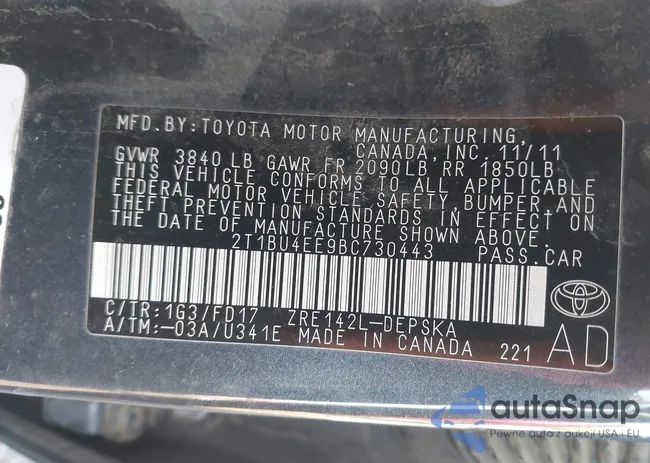 MFD. BY: TOYOTA MOTOR MANUFACTURING,
CANADA, INC. 11/11
GVWR 3840 LB GAWR FR 2090LB RR 1850LB
THIS VEHICLE CONFORMS TO ALL APPLICABLE
FEDERAL MOTOR VEHICLE SAFETY, BUMPER AND
THEFT PREVENTION STANDARDS IN EFFECT ON
THE DATE OF MANUFACTURE SHOWN ABOVE.
2T1BU4EE9BC730443 PASS.CAR
C/TR:1G3/FD17 ZRE142L-DEPSKA
A/TM:-03A/U341E MADE IN CANADA 221 AD
autaSnap
Pewne auta z aukcji USA i EU